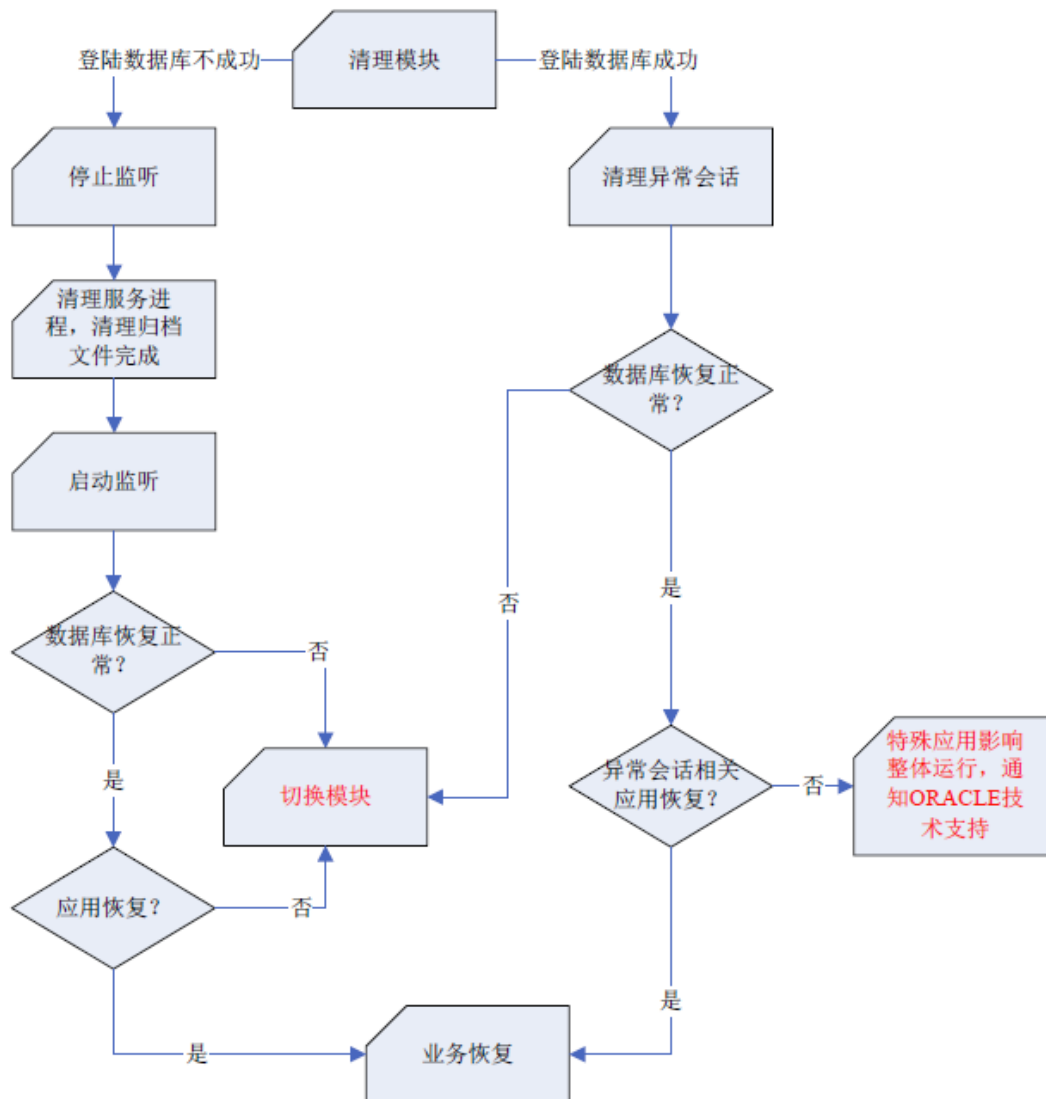 登陆数据库不成功
清理模块
登陆数据库成功
停止监听
清理异常会话
清理服务进
程，清理归档
文件完成
数据库恢复正
常？
启动监听
是
否
数据库恢复正
常？
否
是
切换模块
异常会话相关
应用恢复？
否
特殊应用影响
整体运行，通
知ORACLE技
术支持
应用恢复？
否
是
是
业务恢复